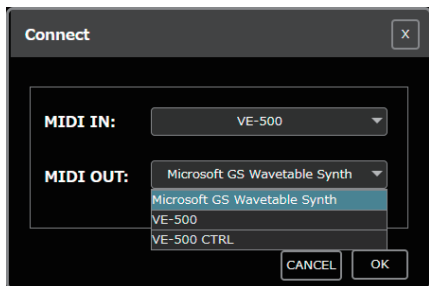 Connect
X
MIDI IN:
VE-500
MIDI OUT:
Microsoft GS Wavetable Synth
Microsoft GS Wavetable Synth
VE-500
VE-500 CTRL
CANCEL
OK